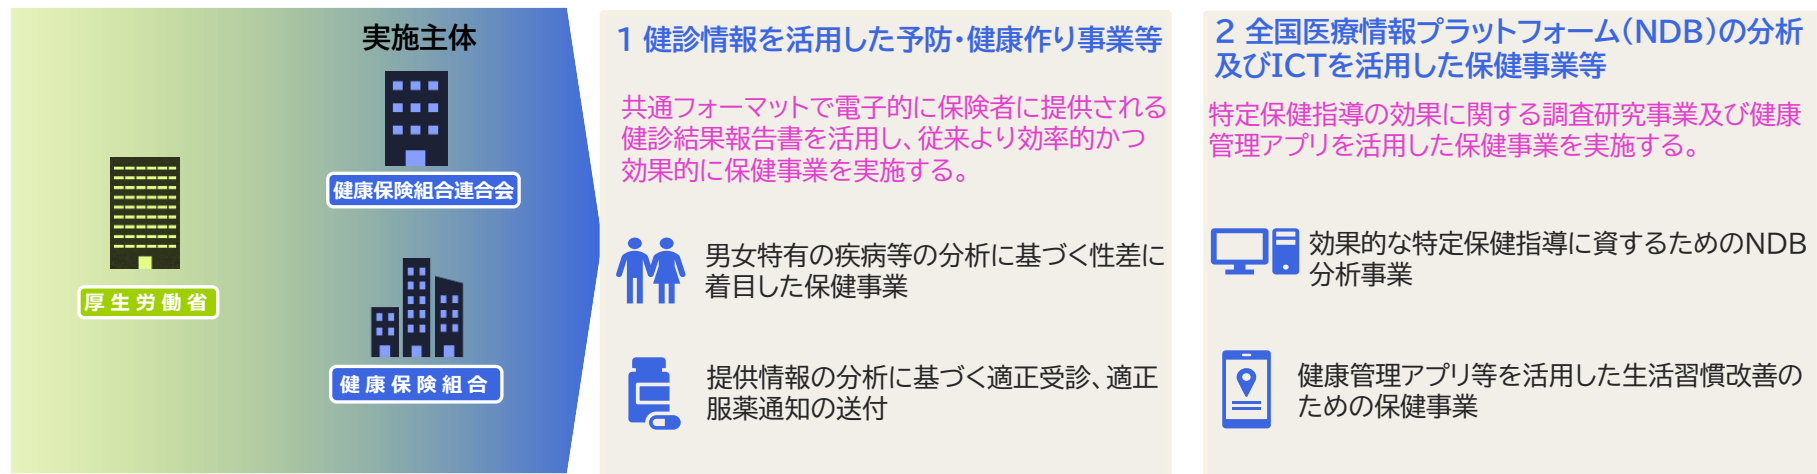 実施主体
健康保険組合連合会
厚生労働省
健康保険組合
1 健診情報を活用した予防・健康作り事業等
共通フォーマットで電子的に保険者に提供される
健診結果報告書を活用し、従来より効率的かつ
効果的に保健事業を実施する。
男女特有の疾病等の分析に基づく性差に
着目した保健事業
提供情報の分析に基づく適正受診、適正
服薬通知の送付
2 全国医療情報プラットフォーム（NDB）の分析
及びICTを活用した保健事業等
特定保健指導の効果に関する調査研究事業及び健康
管理アプリを活用した保健事業を実施する。
効果的な特定保健指導に資するためのNDB
分析事業
健康管理アプリ等を活用した生活習慣改善の
ための保健事業